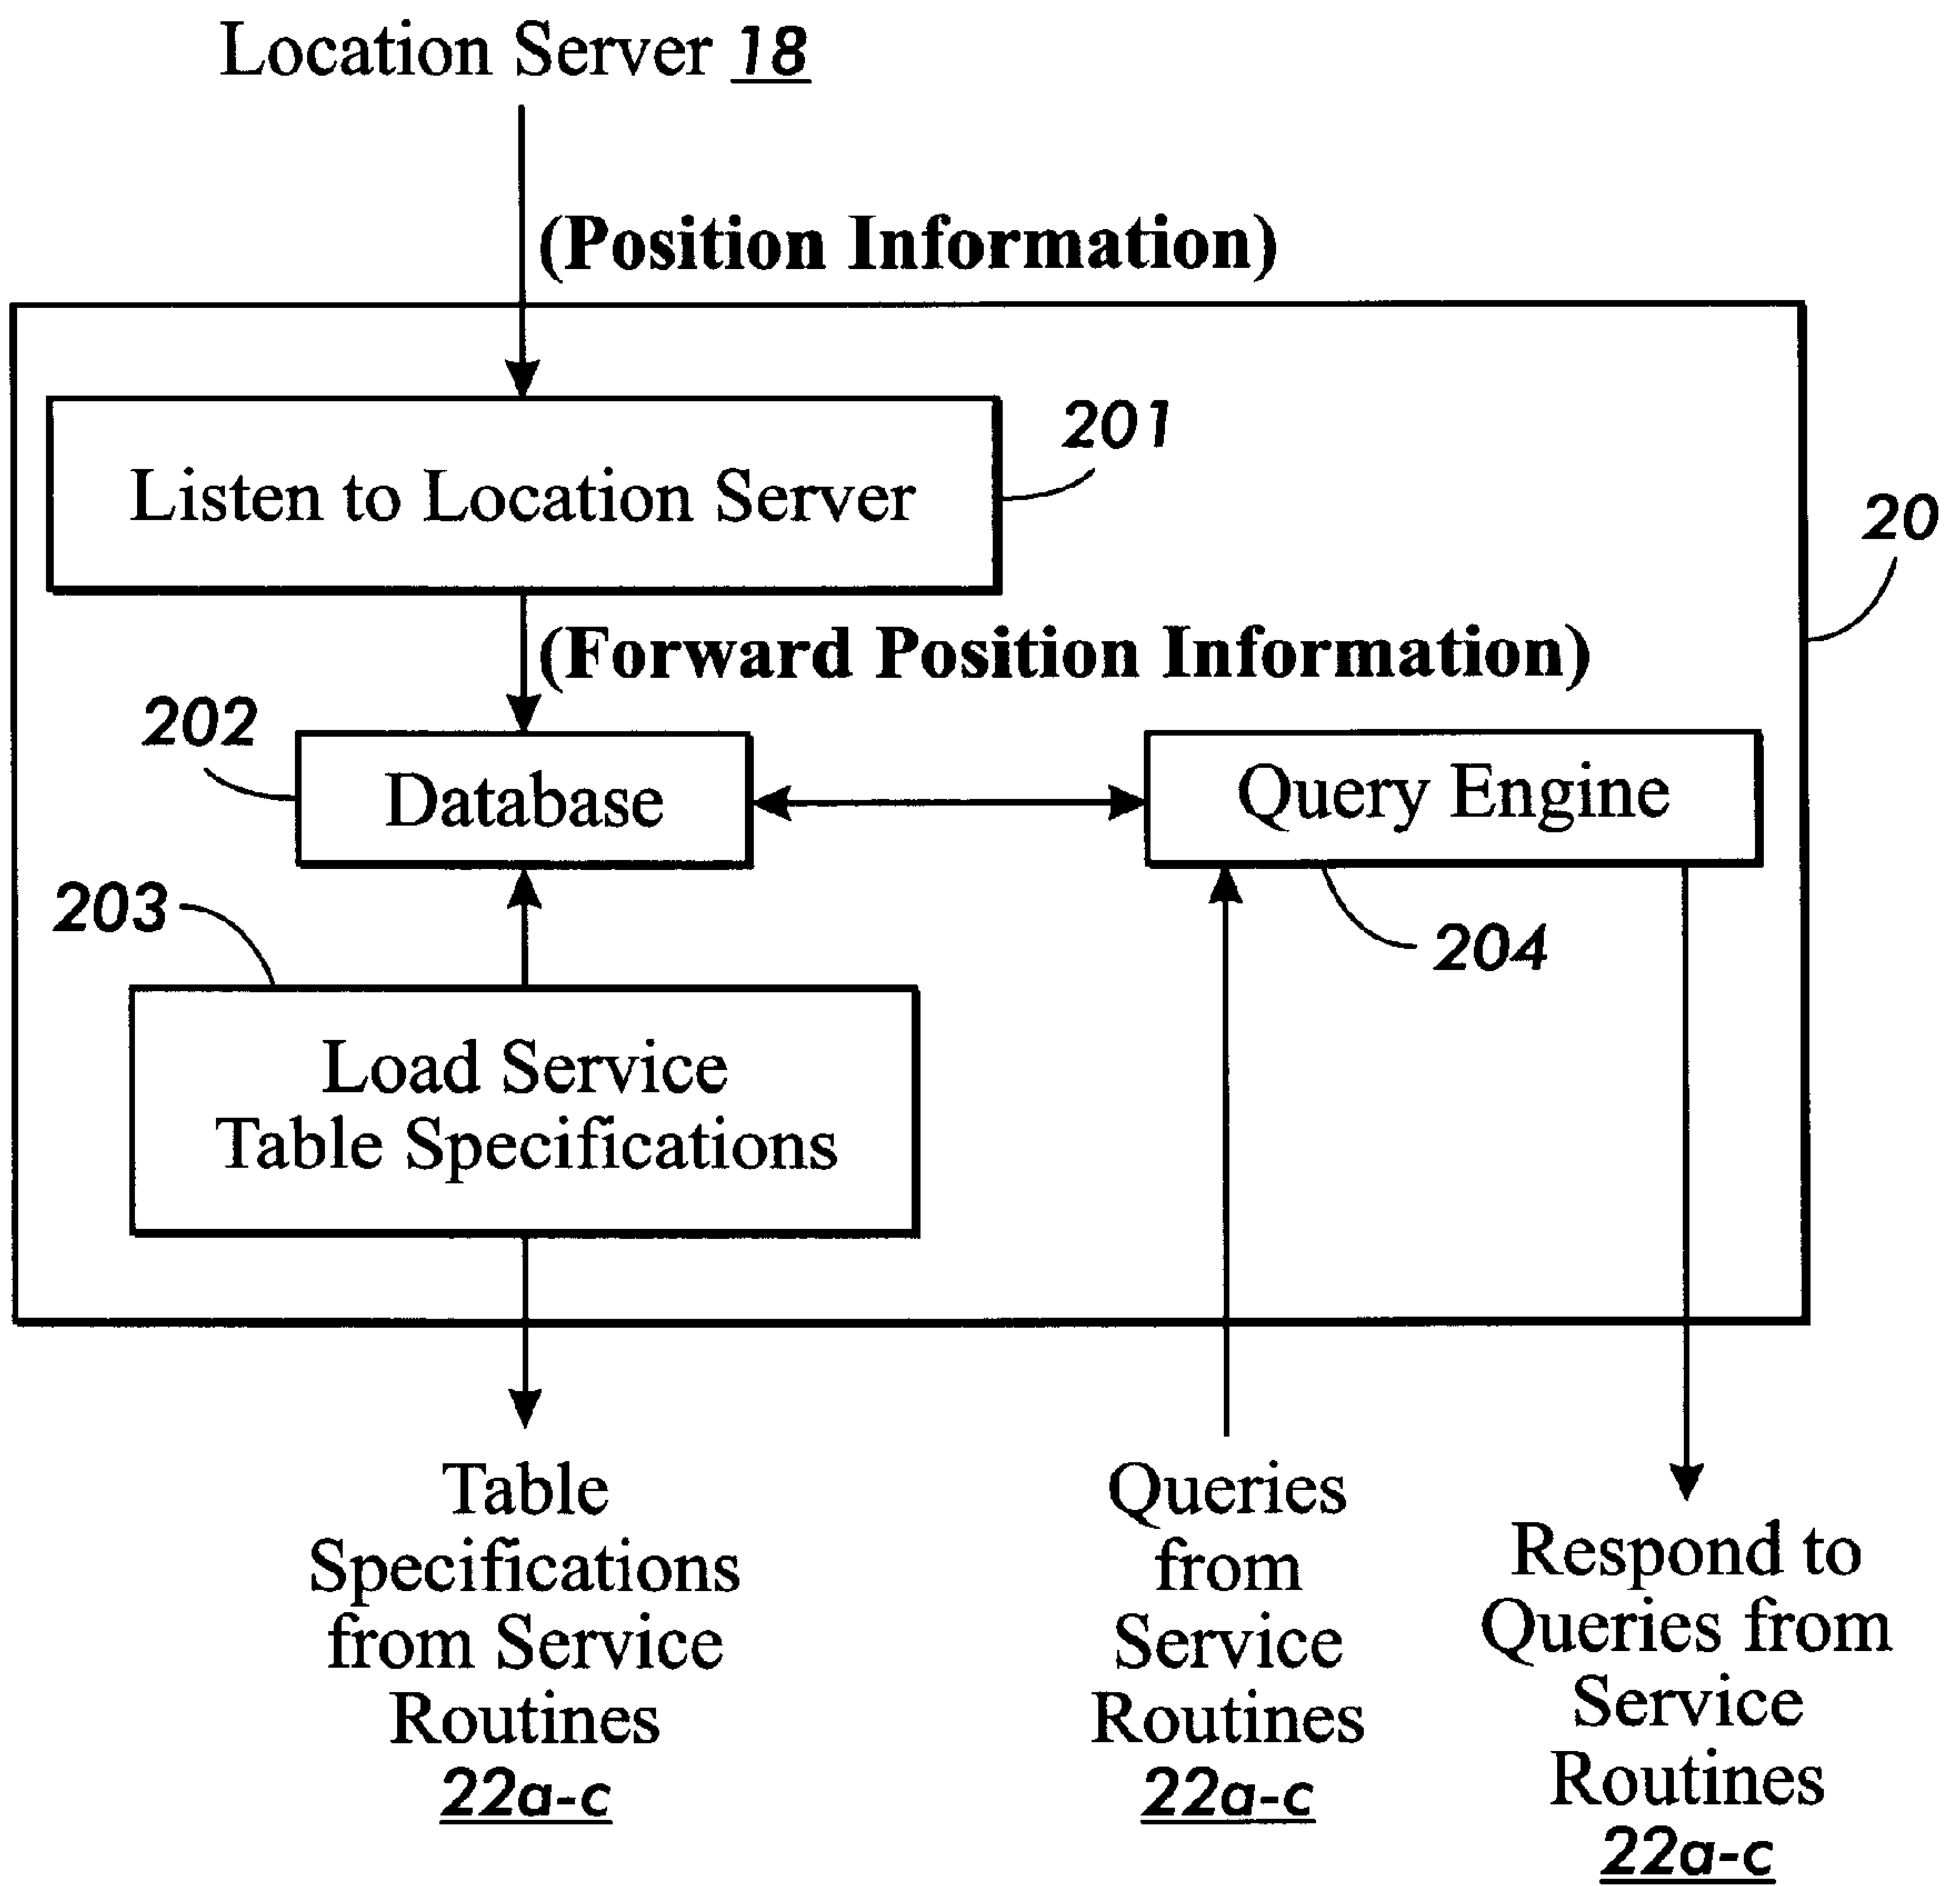 Location Server 18
(Position Information)
201
Listen to Location Server
20
(Forward Position Information)
202
Database
Query Engine
203
204
Load Service
Table Specifications
Table
Specifications
from Service
Routines
22a-c
Queries
from
Service
Routines
22a-c
Respond to
Queries from
Service
Routines
22a-c